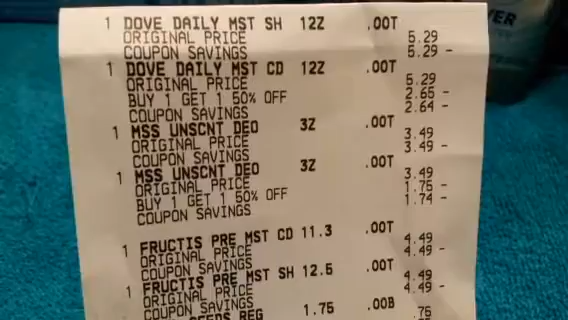 1 DOVE DAILY MST SH 12Z .00T
ORIGINAL PRICE 5.29
COUPON SAVINGS 5.29 -
1 DOVE DAILY MST CD 12Z .00T
ORIGINAL PRICE 5.29
BUY 1 GET 1 50% OFF 2.65 -
COUPON SAVINGS 2.64 -
1 MSS UNSCNT DEO 3Z .00T
ORIGINAL PRICE 3.49
COUPON SAVINGS 3.49 -
1 MSS UNSCNT DEO 3Z .00T
ORIGINAL PRICE 3.49
BUY 1 GET 1 50% OFF 1.75 -
COUPON SAVINGS 1.74 -
1 FRUCTIS PRE MST CD 11.3 .00T
ORIGINAL PRICE 4.49
COUPON SAVINGS 4.49 -
1 FRUCTIS PRE MST SH 12.5 .00T
ORIGINAL PRICE 4.49
COUPON SAVINGS 4.49 -
REG 1.75 .00B
.75
VER